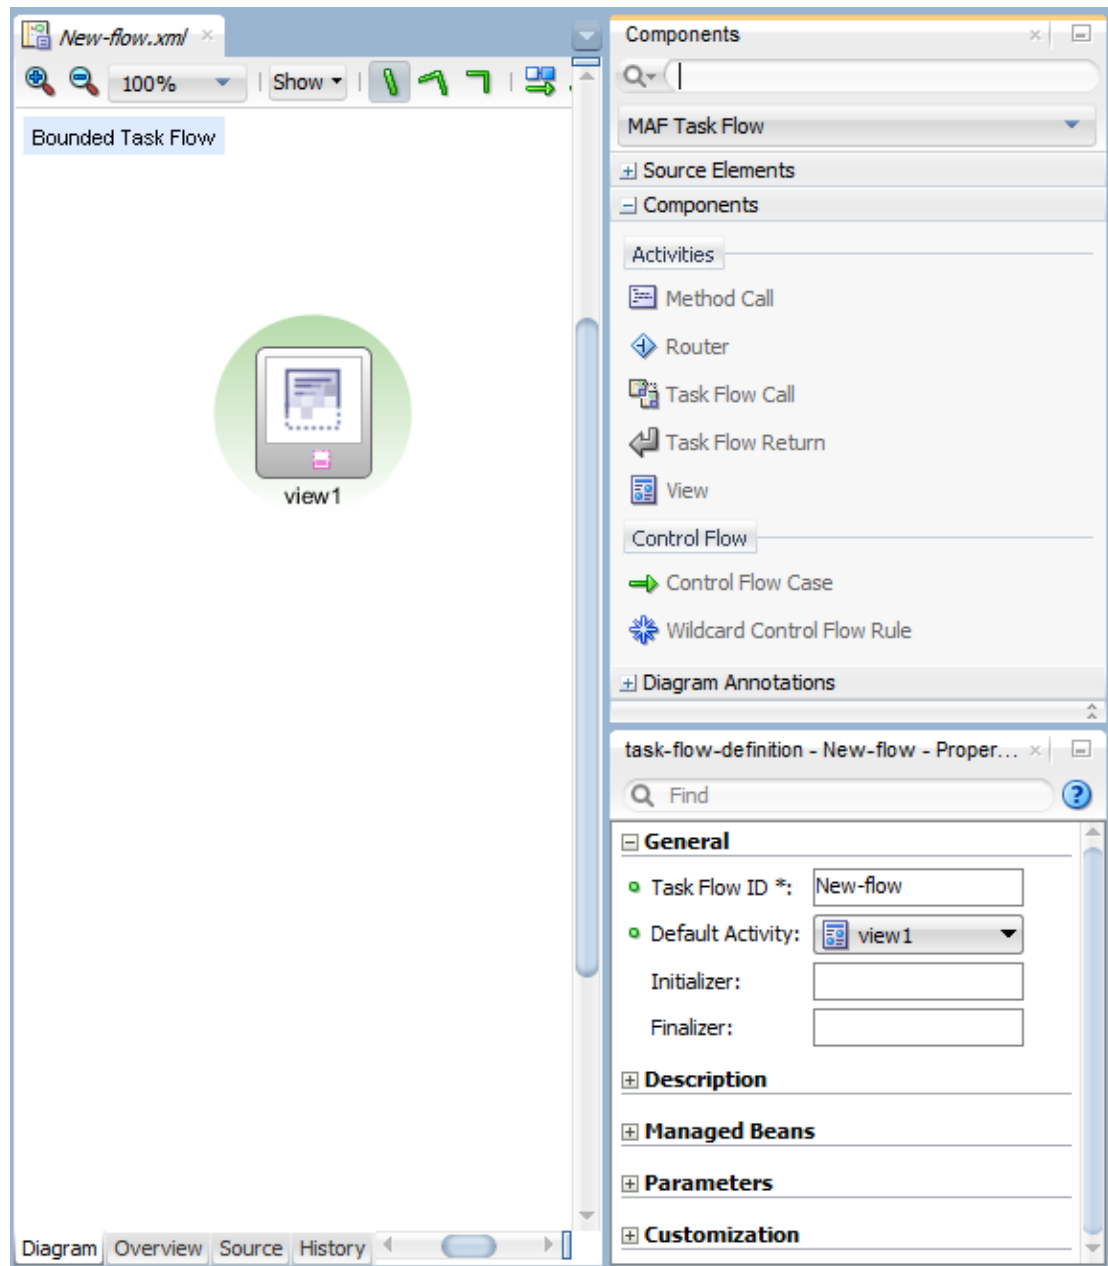 New-flow.xml
100%
Show
Bounded Task Flow
view1
Diagram Overview Source History
Components
MAF Task Flow
Source Elements
Components
Activities
Method Call
Router
Task Flow Call
Task Flow Return
View
Control Flow
Control Flow Case
Wildcard Control Flow Rule
Diagram Annotations
task-flow-definition - New-flow - Proper...
Find
General
Task Flow ID *: New-flow
Default Activity: view1
Initializer:
Finalizer:
Description
Managed Beans
Parameters
Customization